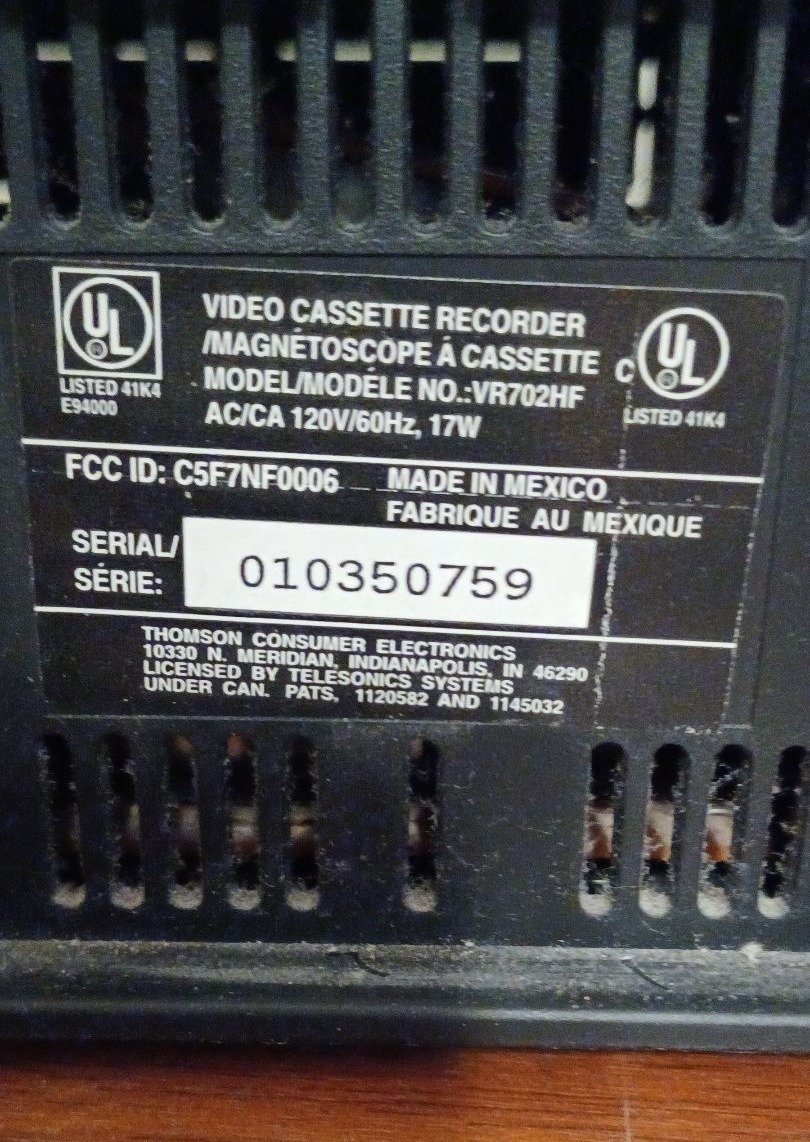 UL
LISTED 41K4
E94000
VIDEO CASSETTE RECORDER
/MAGNÉTOSCOPE À CASSETTE
MODEL/MODÉLE NO.:VR702HF
AC/CA 120V/60Hz, 17W
C UL
LISTED 41K4
FCC ID: C5F7NF0006
MADE IN MEXICO
FABRIQUE AU MEXIQUE
SERIAL/
SÉRIE:
010350759
THOMSON CONSUMER ELECTRONICS
10330 N. MERIDIAN, INDIANAPOLIS, IN 46290
LICENSED BY TELESONICS SYSTEMS
UNDER CAN. PATS. 1120582 AND 1145032